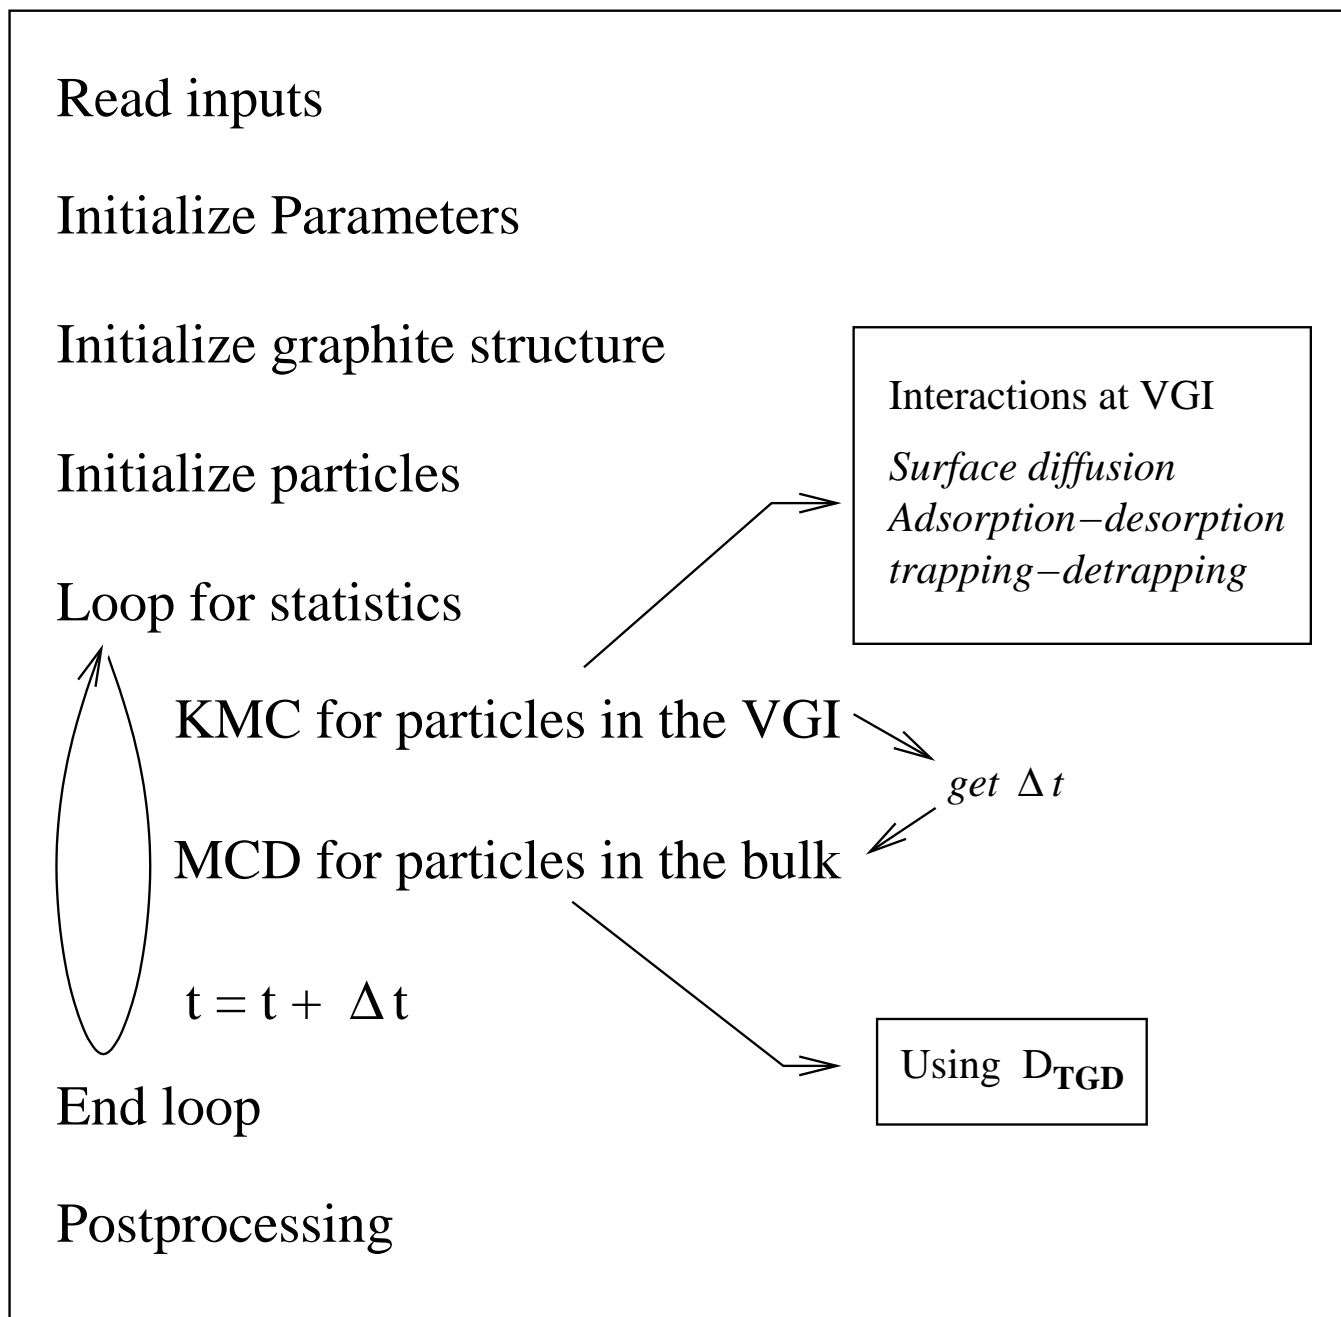 Read inputs
Initialize Parameters
Initialize graphite structure
Initialize particles
Loop for statistics
KMC for particles in the VGI
get Δ t
MCD for particles in the bulk
t = t + Δ t
End loop
Postprocessing
Interactions at VGI
Surface diffusion
Adsorption−desorption
trapping−detrapping
Using D_TGD